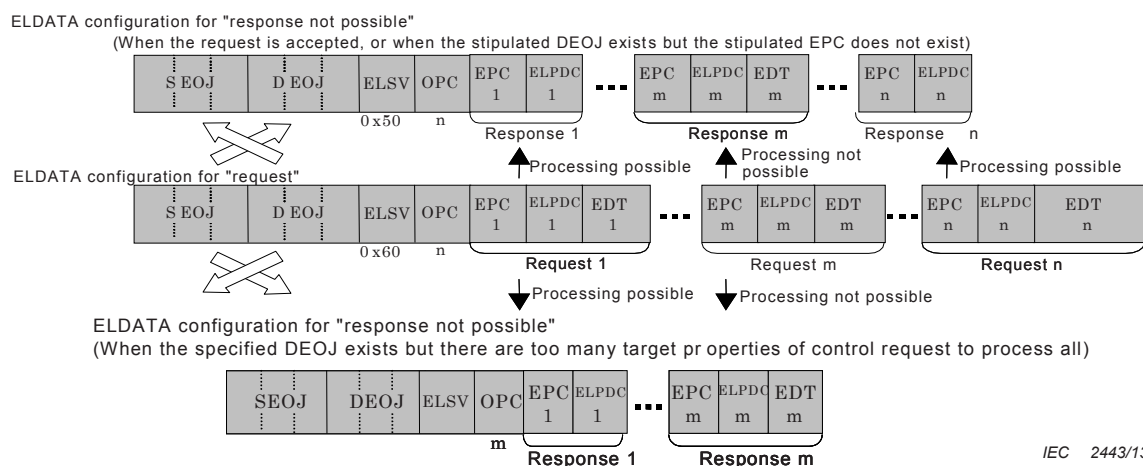 ELDATA configuration for "response not possible"
(When the request is accepted, or when the stipulated DEOJ exists but the stipulated EPC does not exist)
S EOJ D EOJ ELSV OPC EPC 1 ELPDC 1 EPC m ELPDC m EDT m EPC n ELPDC n
0x50 n Response 1 Response m Response n
Processing possible Processing not possible Processing possible
ELDATA configuration for "request"
S EOJ D EOJ ELSV OPC EPC 1 ELPDC 1 EDT 1 EPC m ELPDC m EDT m EPC n ELPDC n EDT n
0x60 n Request 1 Request m Request n
Processing possible Processing not possible
ELDATA configuration for "response not possible"
(When the specified DEOJ exists but there are too many target pr operties of control request to process all)
SEOJ DEOJ ELSV OPC EPC 1 ELPDC 1 EPC m ELPDC m EDT m
m Response 1 Response m
IEC 2443/13